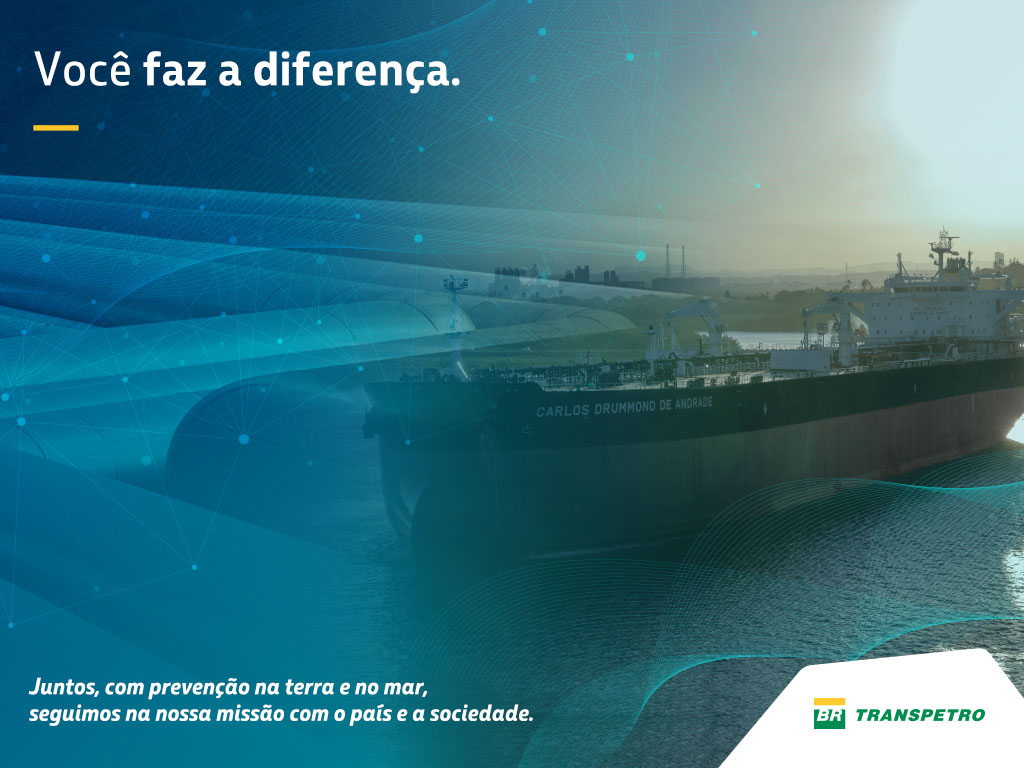 Você faz a diferença.
CARLOS DRUMMOND DE ANDRADE
Juntos, com prevenção na terra e no mar,
seguimos na nossa missão com o país e a sociedade.
BR TRANSPETRO